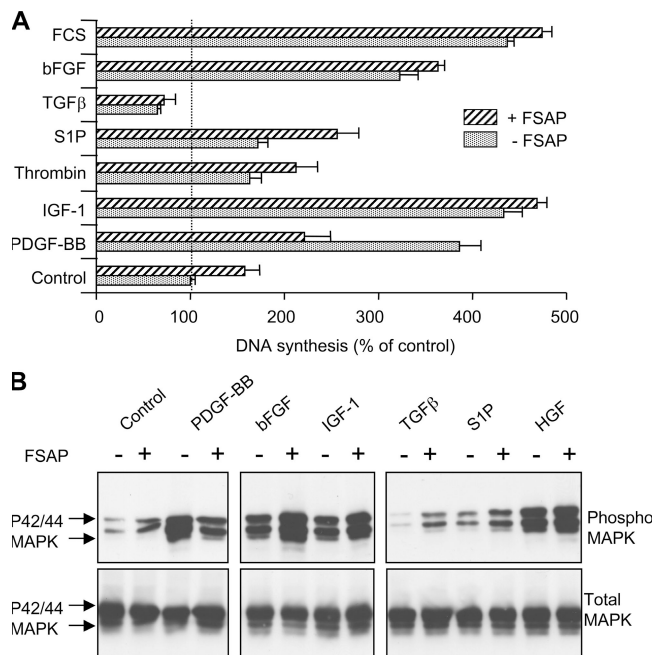 A
FCS
bFGF
TGFβ
S1P
Thrombin
IGF-1
PDGF-BB
Control
+ FSAP
- FSAP
0 100 200 300 400 500
DNA synthesis (% of control)
B
Control PDGF-BB bFGF IGF-1 TGFβ S1P HGF
FSAP - + - + - + - + - + - + - +
P42/44
MAPK
Phospho
MAPK
P42/44
MAPK
Total
MAPK